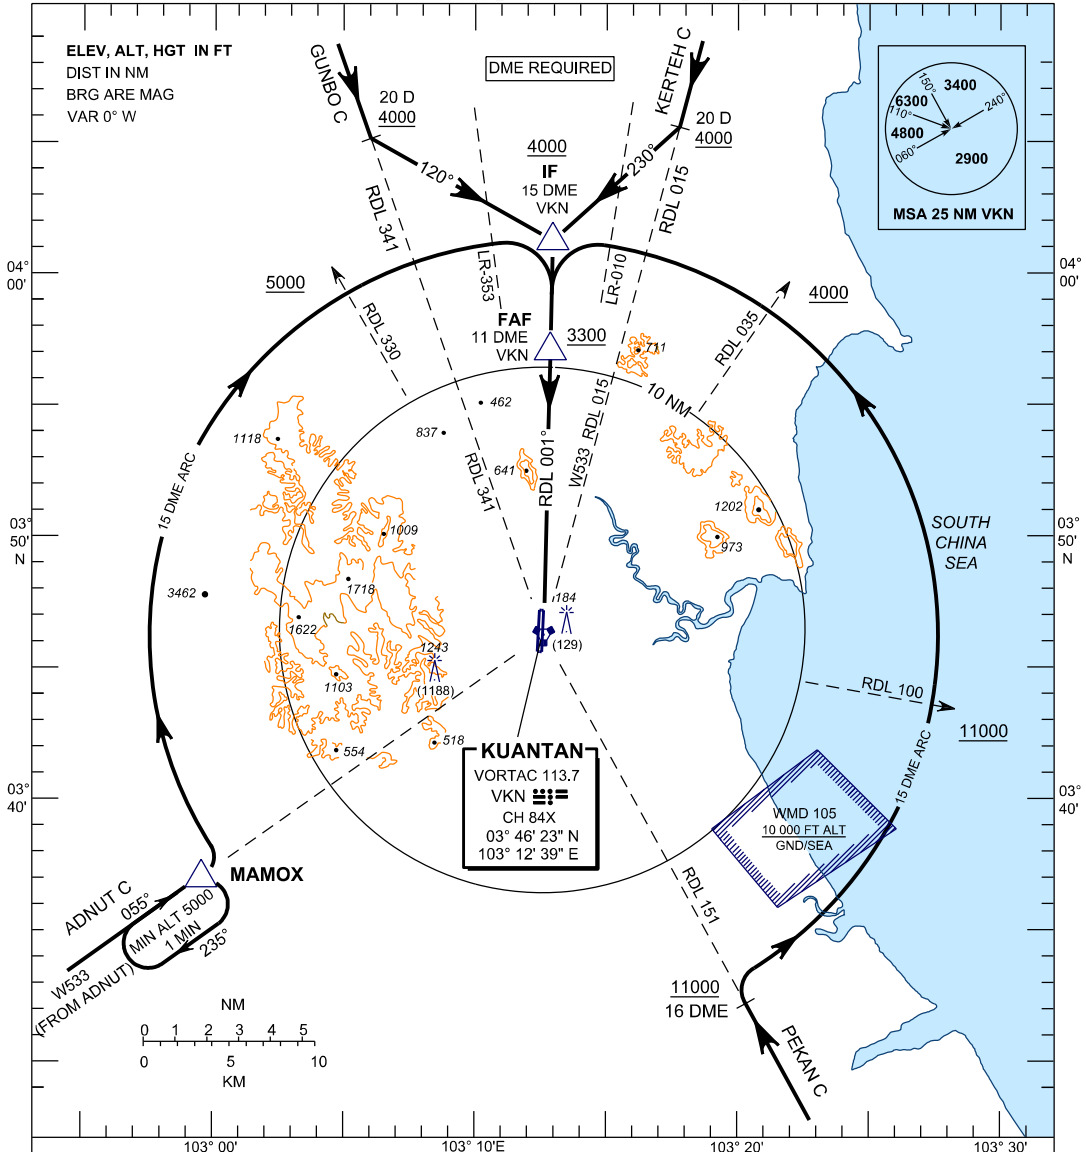 ELEV, ALT, HGT IN FT
DIST IN NM
BRG ARE MAG
VAR 0° W
GUNBO C
20 D
4000
DME REQUIRED
KERTEH C
20 D
4000
4000
IF
15 DME
VKN
120°
230°
RDL 341
LR-353
LR-010
RDL 015
150°
3400
6300
110°
240°
4800
060°
2900
MSA 25 NM VKN
04°
00'
04°
00'
5000
4000
RDL 330
RDL 035
FAF
11 DME
VKN
3300
711
10 NM
462
837
1118
641
RDL 341
RDL 001°
W533 RDL 015
15 DME ARC
1202
1009
973
SOUTH
CHINA
SEA
03°
50'
N
03°
50'
N
3462
1718
1622
184
(129)
1243
(1188)
1103
554
518
RDL 100
11000
15 DME ARC
KUANTAN
VORTAC 113.7
VKN
CH 84X
03° 46' 23" N
103° 12' 39" E
WMD 105
10 000 FT ALT
GND/SEA
03°
40'
03°
40'
RDL 151
MAMOX
ADNUT C
055°
MIN ALT 5000
1 MIN
235°
W533
(FROM ADNUT)
11000
16 DME
PEKAN C
NM
0 1 2 3 4 5
0 5 10
KM
103° 00'
103° 10'E
103° 20'
103° 30'